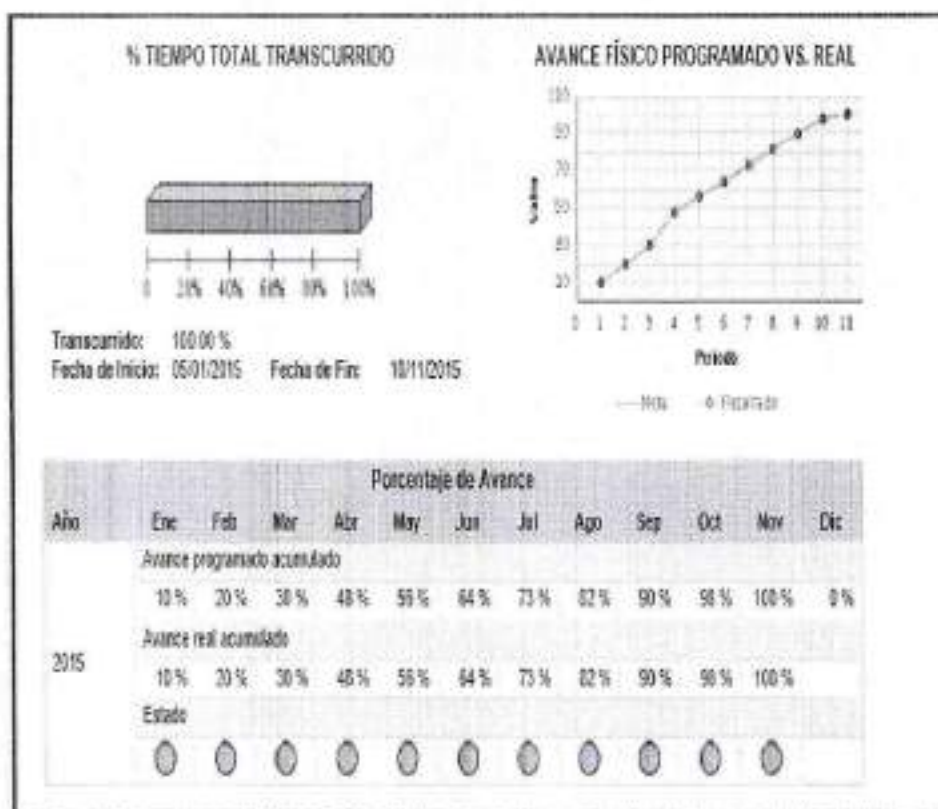 % TIEMPO TOTAL TRANSCURRIDO
0 20% 40% 60% 80% 100%
Transcurrido: 100.00 %
Fecha de Inicio: 05/01/2015 Fecha de Fin: 10/11/2015
AVANCE FÍSICO PROGRAMADO VS. REAL
0 1 2 3 4 5 6 7 8 9 10 11
Periodo
Porcentaje de Avance
Año Ene Feb Mar Abr May Jun Jul Ago Sep Oct Nov Dic
Avance programado acumulado
10 % 20 % 30 % 48 % 56 % 64 % 73 % 82 % 90 % 98 % 100 % 0 %
Avance real acumulado
2015
10 % 20 % 30 % 48 % 56 % 64 % 73 % 82 % 90 % 98 % 100 %
Estado